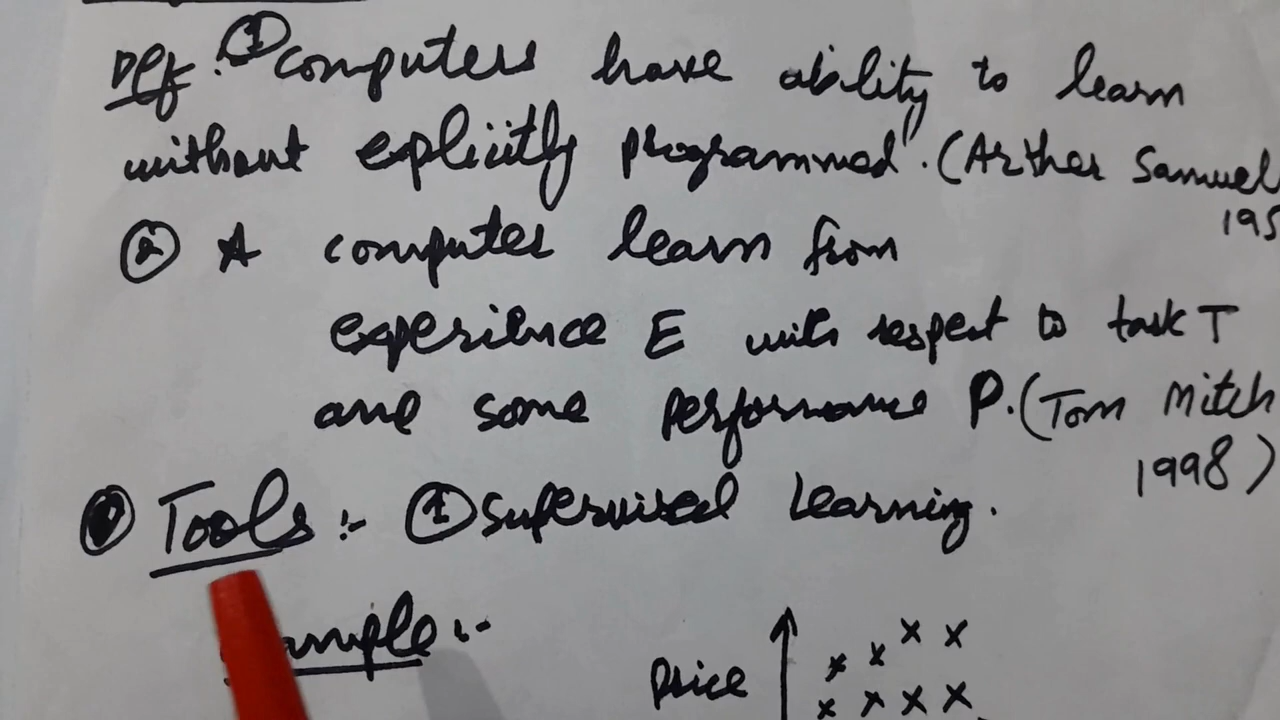 Def: ① Computers have ability to learn
without explicitly programmed". (Arther Samuel
195
② A computer learn from
experience E with respect to task T
and some performance P. (Tom Mitch
1998)
Tools:- ① Supervised Learning.
ample:-
Price